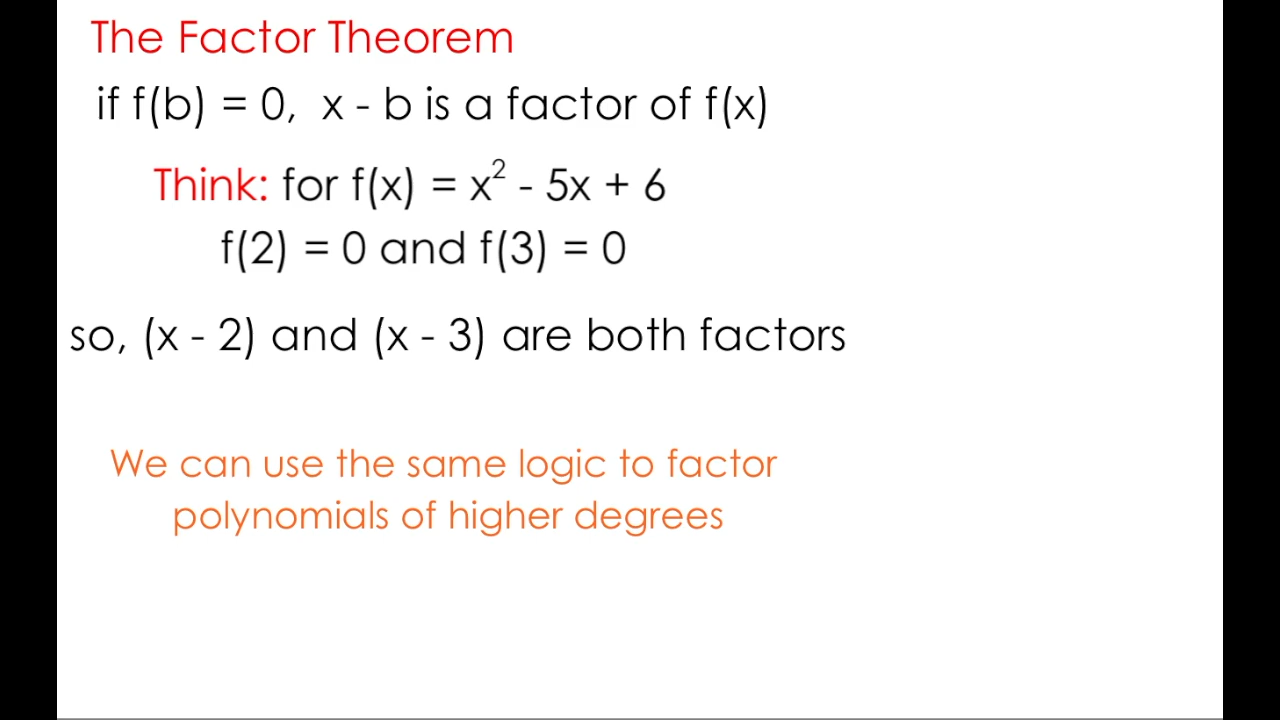 The Factor Theorem
if f(b) = 0, x - b is a factor of f(x)
Think: for f(x) = x² - 5x + 6
f(2) = 0 and f(3) = 0
so, (x - 2) and (x - 3) are both factors
We can use the same logic to factor
polynomials of higher degrees